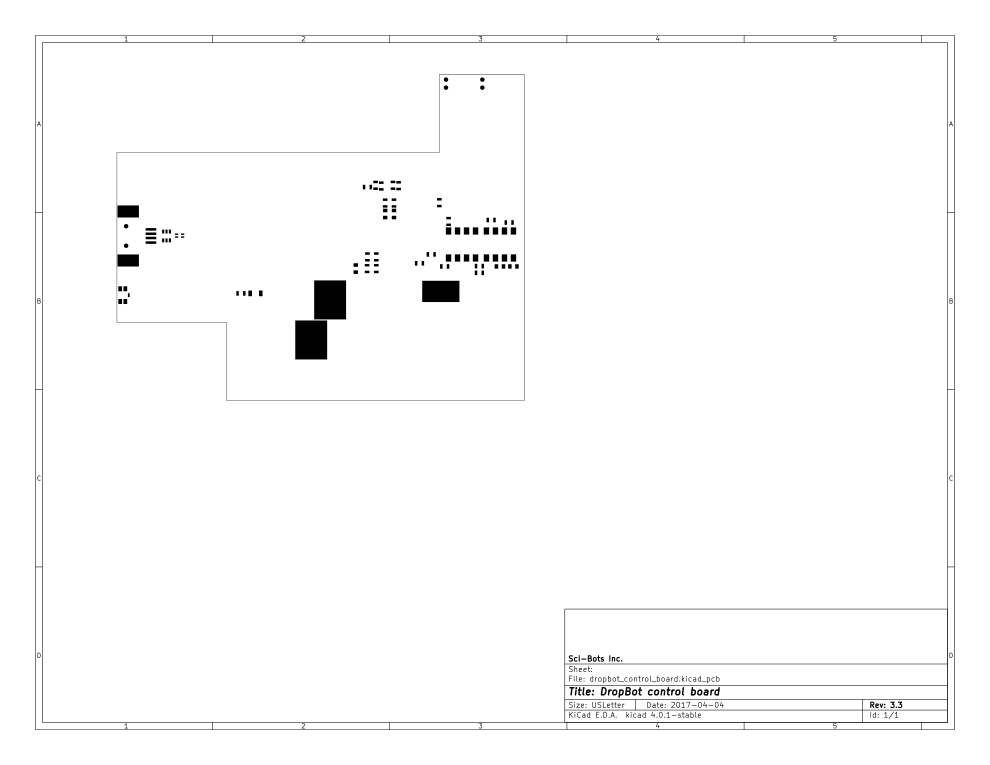 1 2 3 4 5
A A
B B
C C
D D
Sci-Bots Inc.
Sheet:
File: dropbot_control_board.kicad_pcb
Title: DropBot control board
Size: USLetter Date: 2017-04-04 Rev: 3.3
KiCad E.D.A. kicad 4.0.1-stable Id: 1/1
1 2 3 4 5